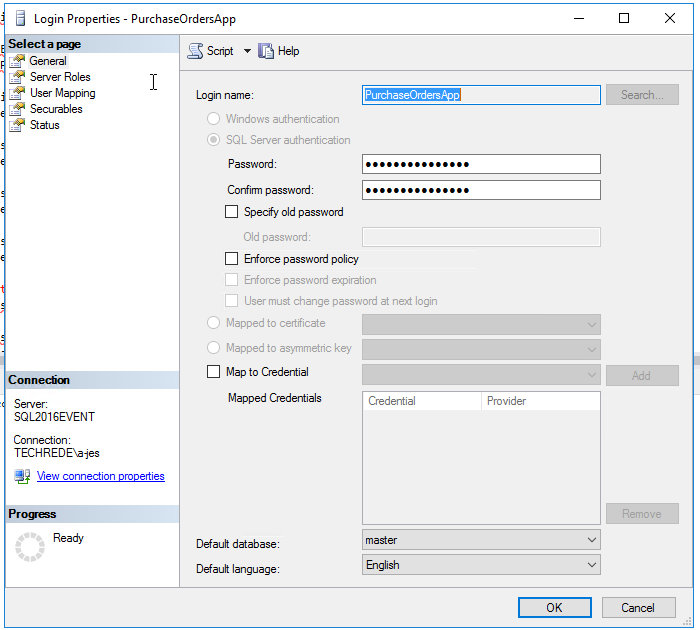 Login Properties - PurchaseOrdersApp
Select a page
General
Server Roles
User Mapping
Securables
Status
Script
Help
Login name:
PurchaseOrdersApp
Search...
Windows authentication
SQL Server authentication
Password:
●●●●●●●●●●●●●●●
Confirm password:
●●●●●●●●●●●●●●●
Specify old password
Old password:
Enforce password policy
Enforce password expiration
User must change password at next login
Mapped to certificate
Mapped to asymmetric key
Map to Credential
Add
Mapped Credentials
Credential Provider
Remove
Default database:
master
Default language:
English
Connection
Server:
SQL2016EVENT
Connection:
TECHREDE\a-jes
View connection properties
Progress
Ready
OK
Cancel